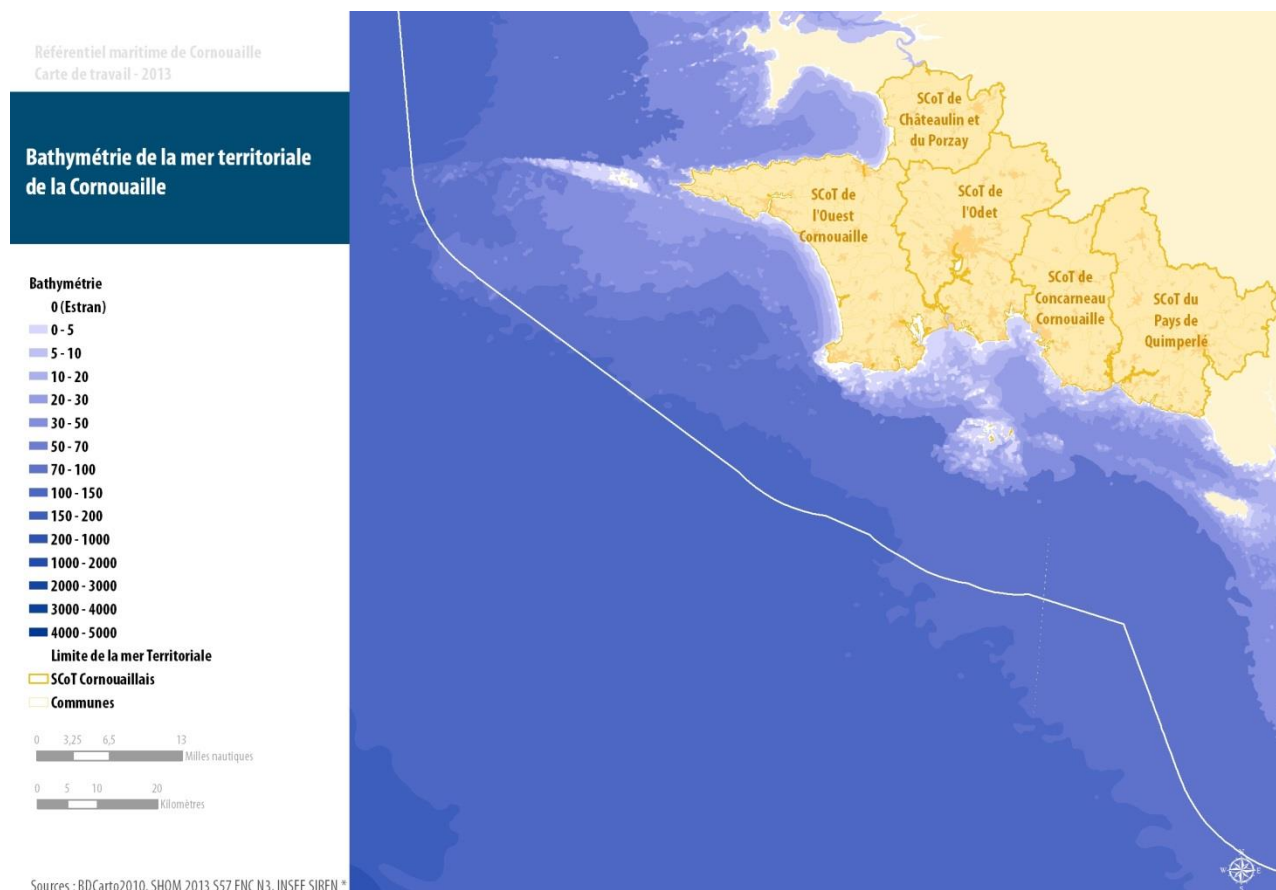 Référentiel maritime de Cornouaille
Carte de travail - 2013
Bathymétrie de la mer territoriale
de la Cornouaille
Bathymétrie
0 (Estran)
0 - 5
5 - 10
10 - 20
20 - 30
30 - 50
50 - 70
70 - 100
100 - 150
150 - 200
200 - 1000
1000 - 2000
2000 - 3000
3000 - 4000
4000 - 5000
Limite de la mer Territoriale
SCoT Cornouaillais
Communes
0 3,25 6,5 13
Milles nautiques
0 5 10 20
Kilomètres
Sources : BDCarto2010, SHOM 2013 S57 ENC N3, INSEE SIREN *
SCoT de
Châteaulin et
du Porzay
SCoT de
l'Ouest
Cornouaille
SCoT de
l'Odet
SCoT de
Concarneau
Cornouaille
SCoT du
Pays de
Quimperlé